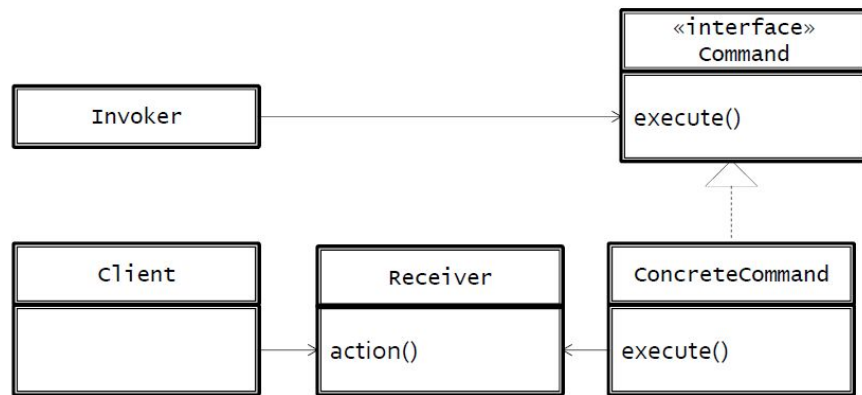 «interface»
Command
Invoker
execute()
Client
Receiver
ConcreteCommand
action()
execute()